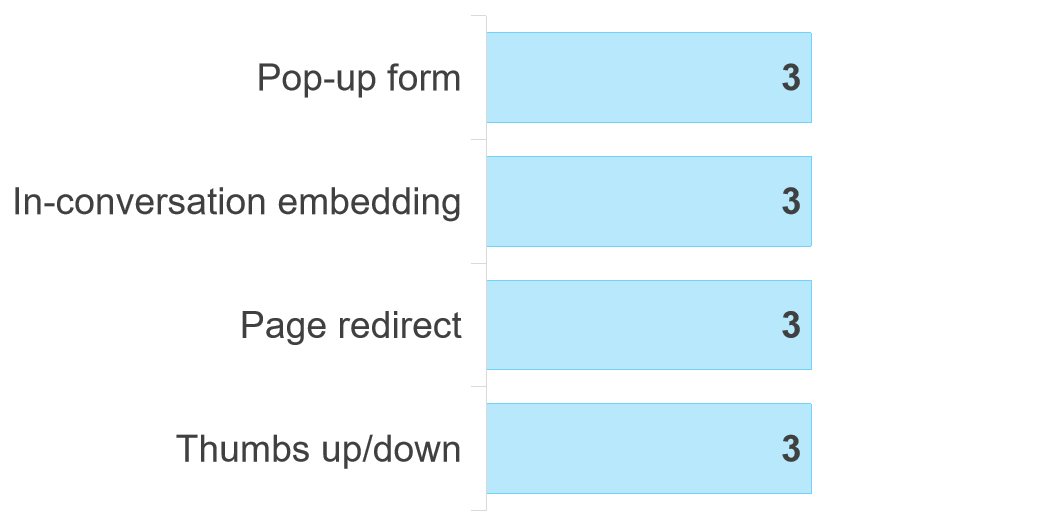 Pop-up form 3
In-conversation embedding 3
Page redirect 3
Thumbs up/down 3